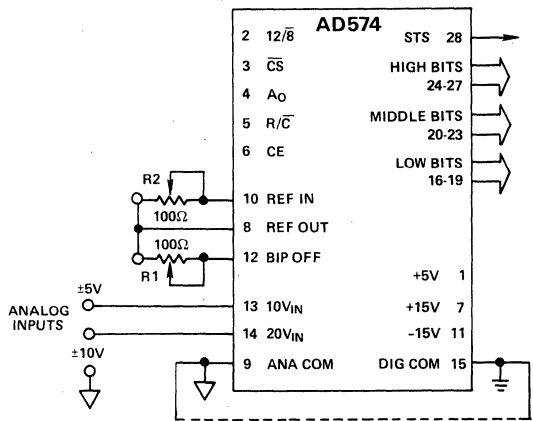 AD574
2 12/8̅
STS 28
3 C̅S̅
HIGH BITS
24-27
4 A₀
5 R/C̅
MIDDLE BITS
20-23
6 CE
LOW BITS
16-19
R2
100Ω
10 REF IN
8 REF OUT
100Ω
R1
12 BIP OFF
+5V 1
±5V
ANALOG
INPUTS
13 10VIN
+15V 7
14 20VIN
-15V 11
±10V
9 ANA COM
DIG COM 15